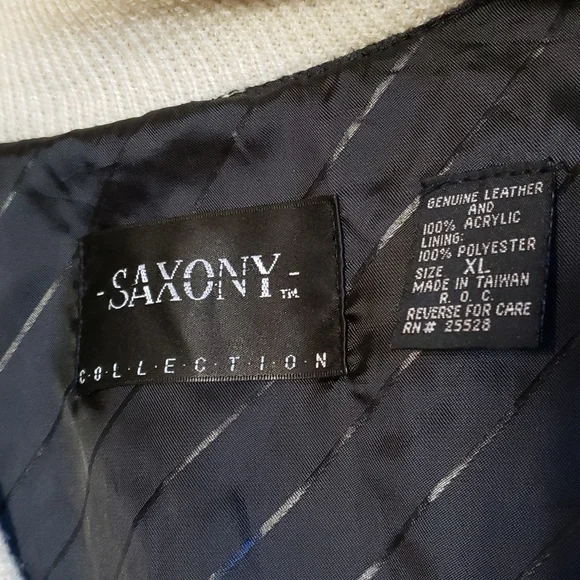 -SAXONY-™
C·O·L·L·E·C·T·I·O·N
GENUINE LEATHER
AND
100% ACRYLIC
LINING:
100% POLYESTER
SIZE XL
MADE IN TAIWAN
R. O. C.
REVERSE FOR CARE
RN# 25528